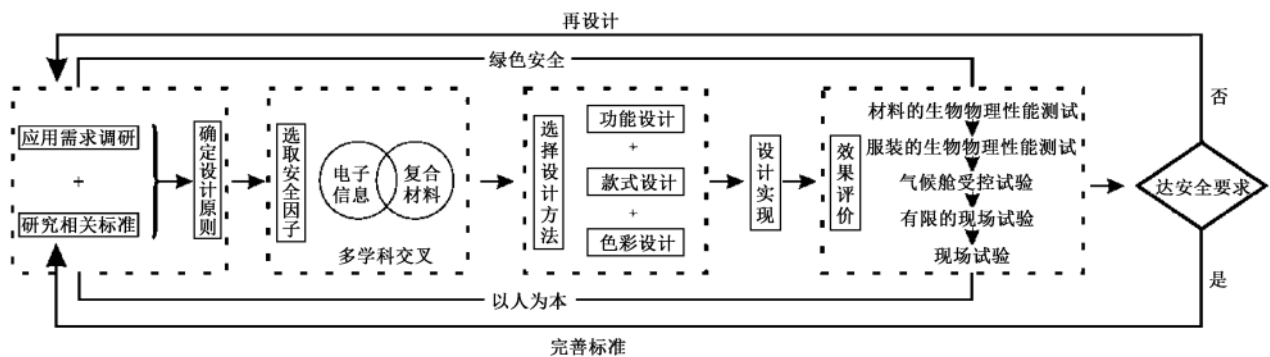 再设计
绿色安全
应用需求调研
+
研究相关标准
确定设计原则
选取安全因子
电子
信息
复合
材料
多学科交叉
选择设计方法
功能设计
+
款式设计
+
色彩设计
设计实现
效果评价
材料的生物物理性能测试
服装的生物物理性能测试
气候舱受控试验
有限的现场试验
现场试验
达安全要求
否
是
以人为本
完善标准